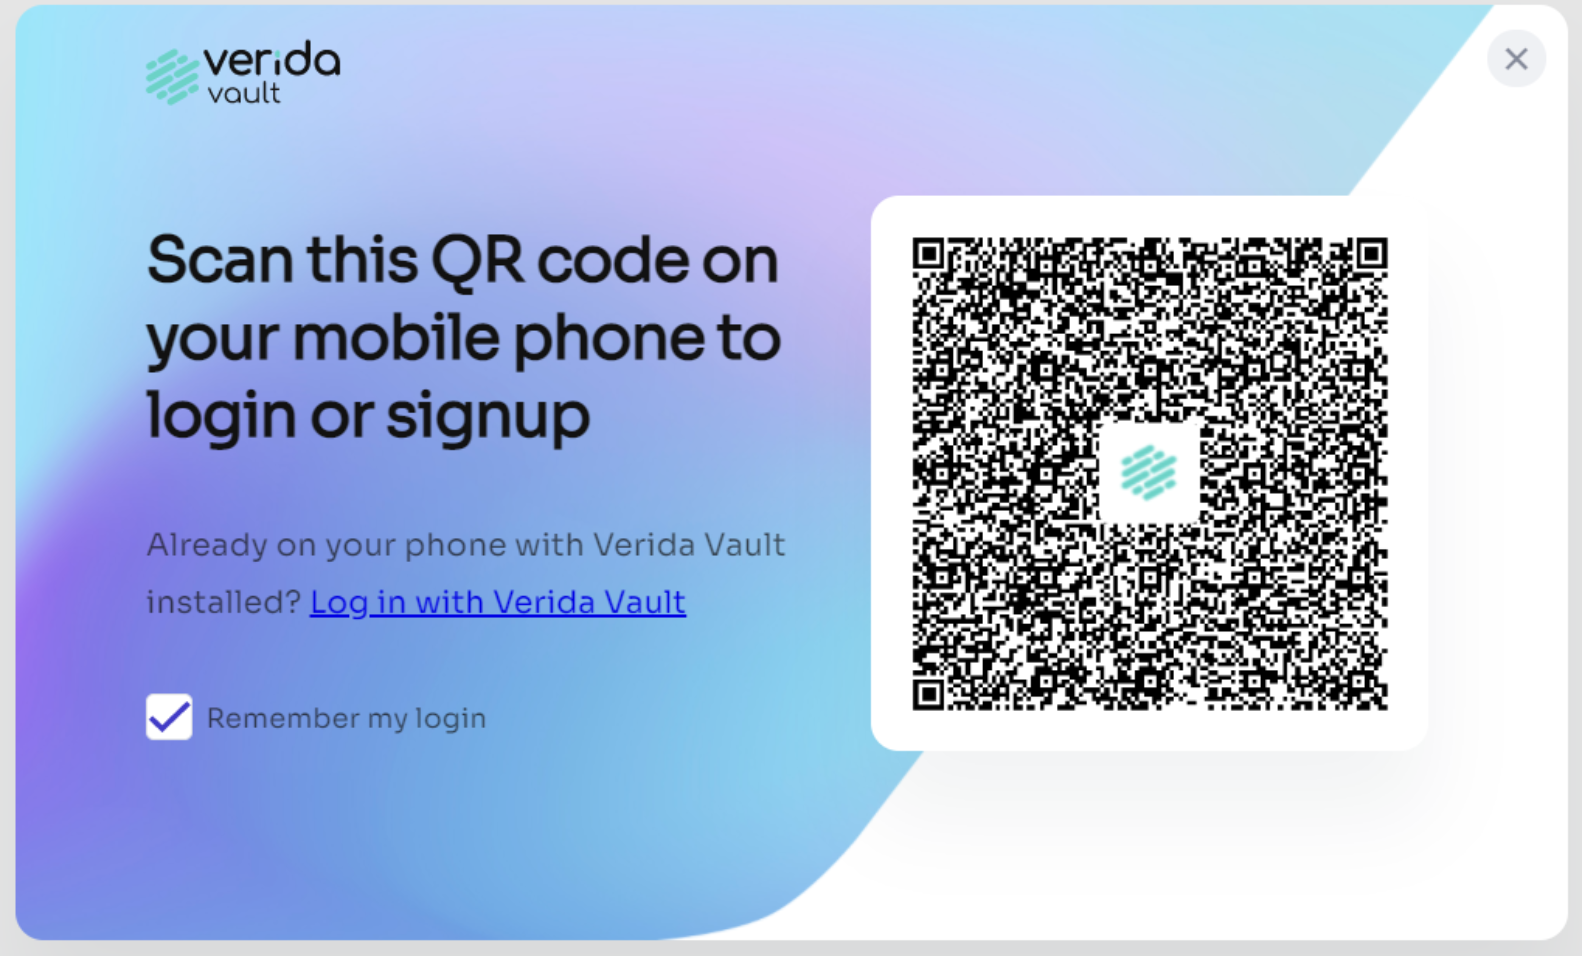 verida
vault
Scan this QR code on
your mobile phone to
login or signup
Already on your phone with Verida Vault
installed? Log in with Verida Vault
Remember my login